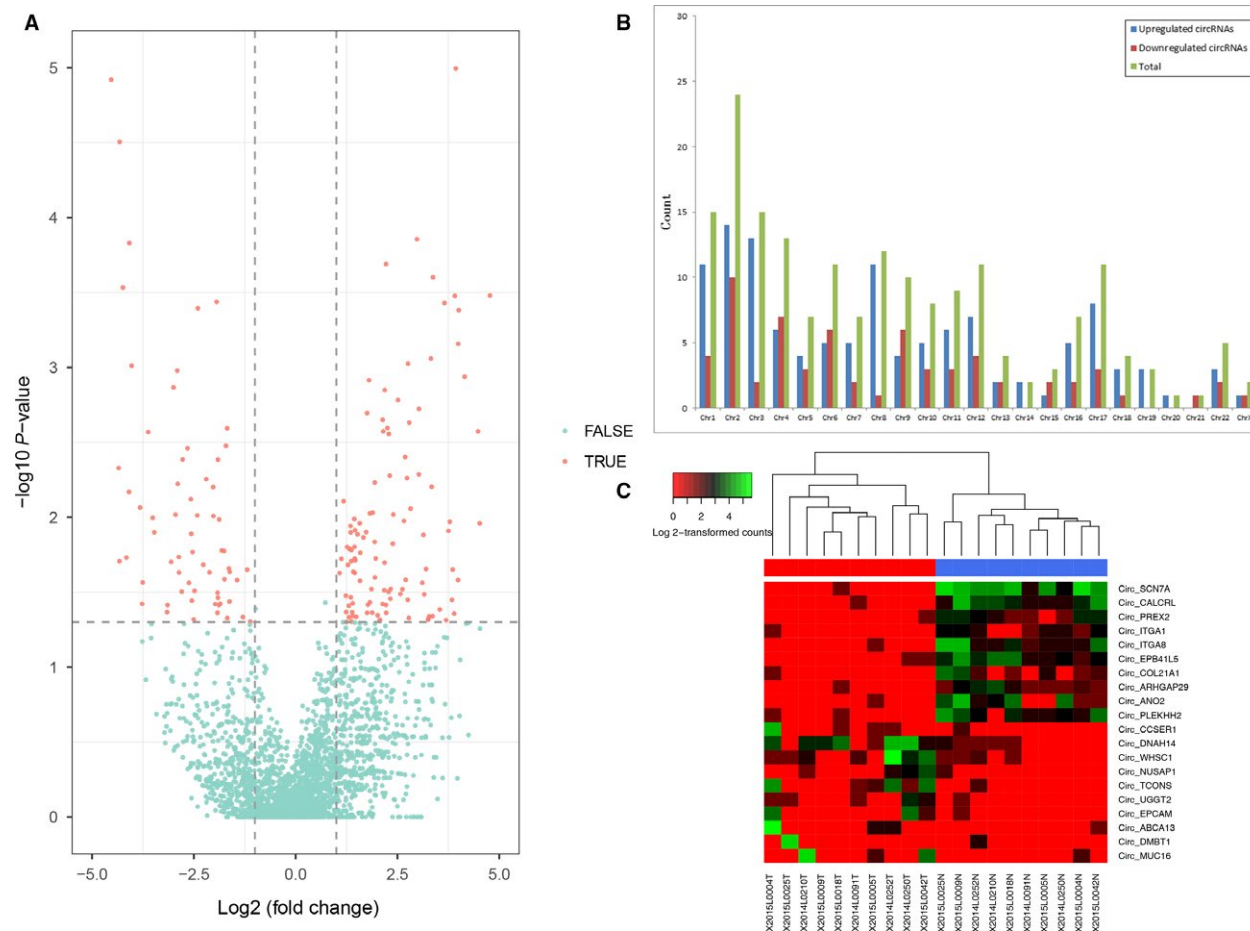 A
5
4
3
2
1
0
−log10 P−value
−5.0
−2.5
0.0
2.5
5.0
Log2 (fold change)
FALSE
TRUE
B
30
25
20
15
10
5
0
Count
Upregulated circRNAs
Downregulated circRNAs
Total
Chr1
Chr2
Chr3
Chr4
Chr5
Chr6
Chr7
Chr8
Chr9
Chr10
Chr11
Chr12
Chr13
Chr14
Chr15
Chr16
Chr17
Chr18
Chr19
Chr20
Chr21
Chr22
C
0 2 4
Log 2−transformed counts
Circ_SCN7A
Circ_CALCRL
Circ_PREX2
Circ_ITGA1
Circ_ITGA8
Circ_EPB41L5
Circ_COL21A1
Circ_ARHGAP29
Circ_ANO2
Circ_PLEKHH2
Circ_CCSER1
Circ_DNAH14
Circ_WHSC1
Circ_NUSAP1
Circ_TCONS
Circ_UGGT2
Circ_EPCAM
Circ_ABCA13
Circ_DMBT1
Circ_MUC16
X2015L0004T
X2015L0025T
X2014L0210T
X2015L0009T
X2015L0018T
X2014L0091T
X2015L0005T
X2014L0252T
X2014L0250T
X2015L0042T
X2015L0025N
X2015L0009N
X2014L0252N
X2014L0210N
X2015L0018N
X2014L0091N
X2015L0005N
X2014L0250N
X2015L0004N
X2015L0042N